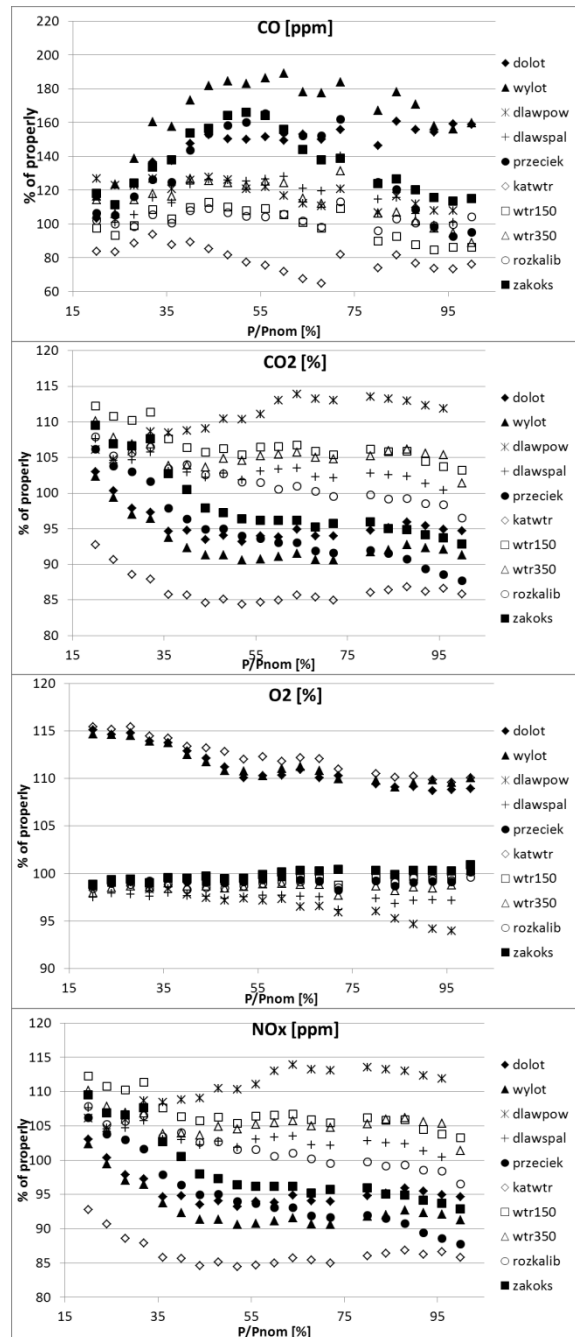 CO [ppm]
220
200
180
160
140
120
100
80
60
% of properly
15
35
55
75
95
P/Pnom [%]
dolot
wylot
dlawpow
dlawspal
przeciek
katwtr
wtr150
wtr350
rozkalib
zakoks
CO2 [%]
120
115
110
105
100
95
90
85
80
% of properly
15
35
55
75
95
P/Pnom [%]
dolot
wylot
dlawpow
dlawspal
przeciek
katwtr
wtr150
wtr350
rozkalib
zakoks
O2 [%]
120
115
110
105
100
95
90
% of properly
15
35
55
75
95
P/Pnom [%]
dolot
wylot
dlawpow
dlawspal
przeciek
katwtr
wtr150
wtr350
rozkalib
zakoks
NOx [ppm]
120
115
110
105
100
95
90
85
80
% of properly
15
35
55
75
95
P/Pnom [%]
dolot
wylot
dlawpow
dlawspal
przeciek
katwtr
wtr150
wtr350
rozkalib
zakoks